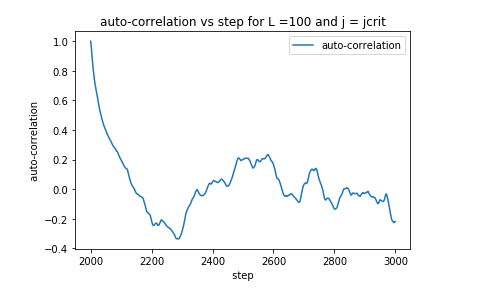 auto-correlation vs step for L =100 and j = jcrit
auto-correlation
1.0
0.8
0.6
0.4
0.2
0.0
−0.2
−0.4
auto-correlation
2000 2200 2400 2600 2800 3000
step